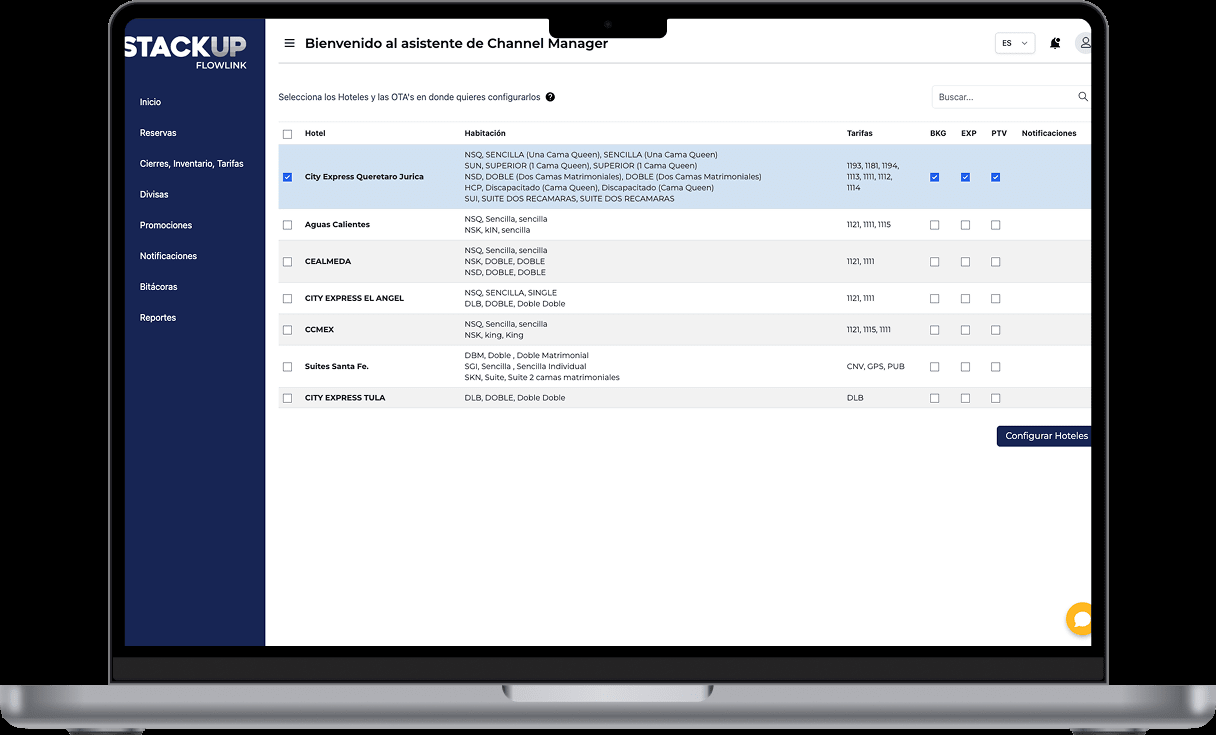 STACKUP
FLOWLINK
Inicio
Reservas
Cierres, Inventario, Tarifas
Divisas
Promociones
Notificaciones
Bitácoras
Reportes
Bienvenido al asistente de Channel Manager
ES
Selecciona los Hoteles y las OTA's en donde quieres configurarlos ?
Buscar...
Hotel Habitación Tarifas BKG EXP PTV Notificaciones
City Express Queretaro Jurica
NSQ, SENCILLA (Una Cama Queen), SENCILLA (Una Cama Queen)
SUN, SUPERIOR (1 Cama Queen), SUPERIOR (1 Cama Queen)
NSD, DOBLE (Dos Camas Matrimoniales), DOBLE (Dos Camas Matrimoniales)
HCP, Discapacitado (Cama Queen), Discapacitado (Cama Queen)
SUI, SUITE DOS RECAMARAS, SUITE DOS RECAMARAS
1193, 1181, 1194,
1113, 1111, 1112,
1114
Aguas Calientes
NSQ, Sencilla, sencilla
NSK, kIN, sencilla
1121, 1111, 1115
CEALMEDA
NSQ, Sencilla, sencilla
NSK, DOBLE, DOBLE
NSD, DOBLE, DOBLE
1121, 1111
CITY EXPRESS EL ANGEL
NSQ, SENCILLA, SINGLE
DLB, DOBLE, Doble Doble
1121, 1111
CCMEX
NSQ, Sencilla, sencilla
NSK, king, King
1121, 1115, 1111
Suites Santa Fe.
DBM, Doble , Doble Matrimonial
SGI, Sencilla , Sencilla Individual
SKN, Suite, Suite 2 camas matrimoniales
CNV, GPS, PUB
CITY EXPRESS TULA
DLB, DOBLE, Doble Doble
DLB
Configurar Hoteles